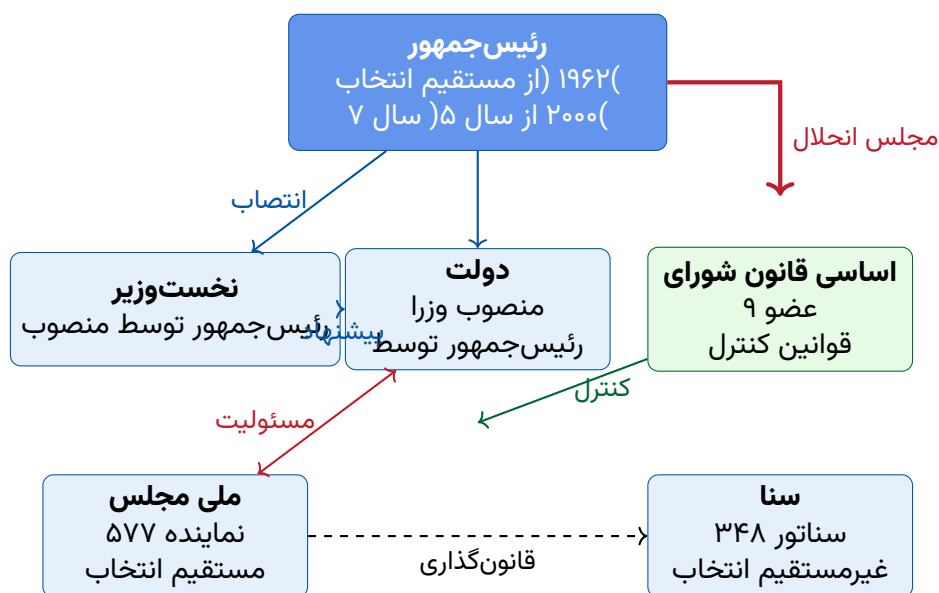 رئیس‌جمهور
(۱۹۶۲ )از مستقیم انتخاب
(۲۰۰۰ از سال ۵) سال ۷
مجلس انحلال
انتصاب
نخست‌وزیر
رئیس‌جمهور توسط منصوب
پیشنهاد
دولت
منصوب وزرا
رئیس‌جمهور توسط
اساسی قانون شورای
عضو ۹
قوانین کنترل
کنترل
مسئولیت
ملی مجلس
نماینده ۵۷۷
مستقیم انتخاب
قانون‌گذاری
سنا
سناتور ۳۴۸
غیرمستقیم انتخاب